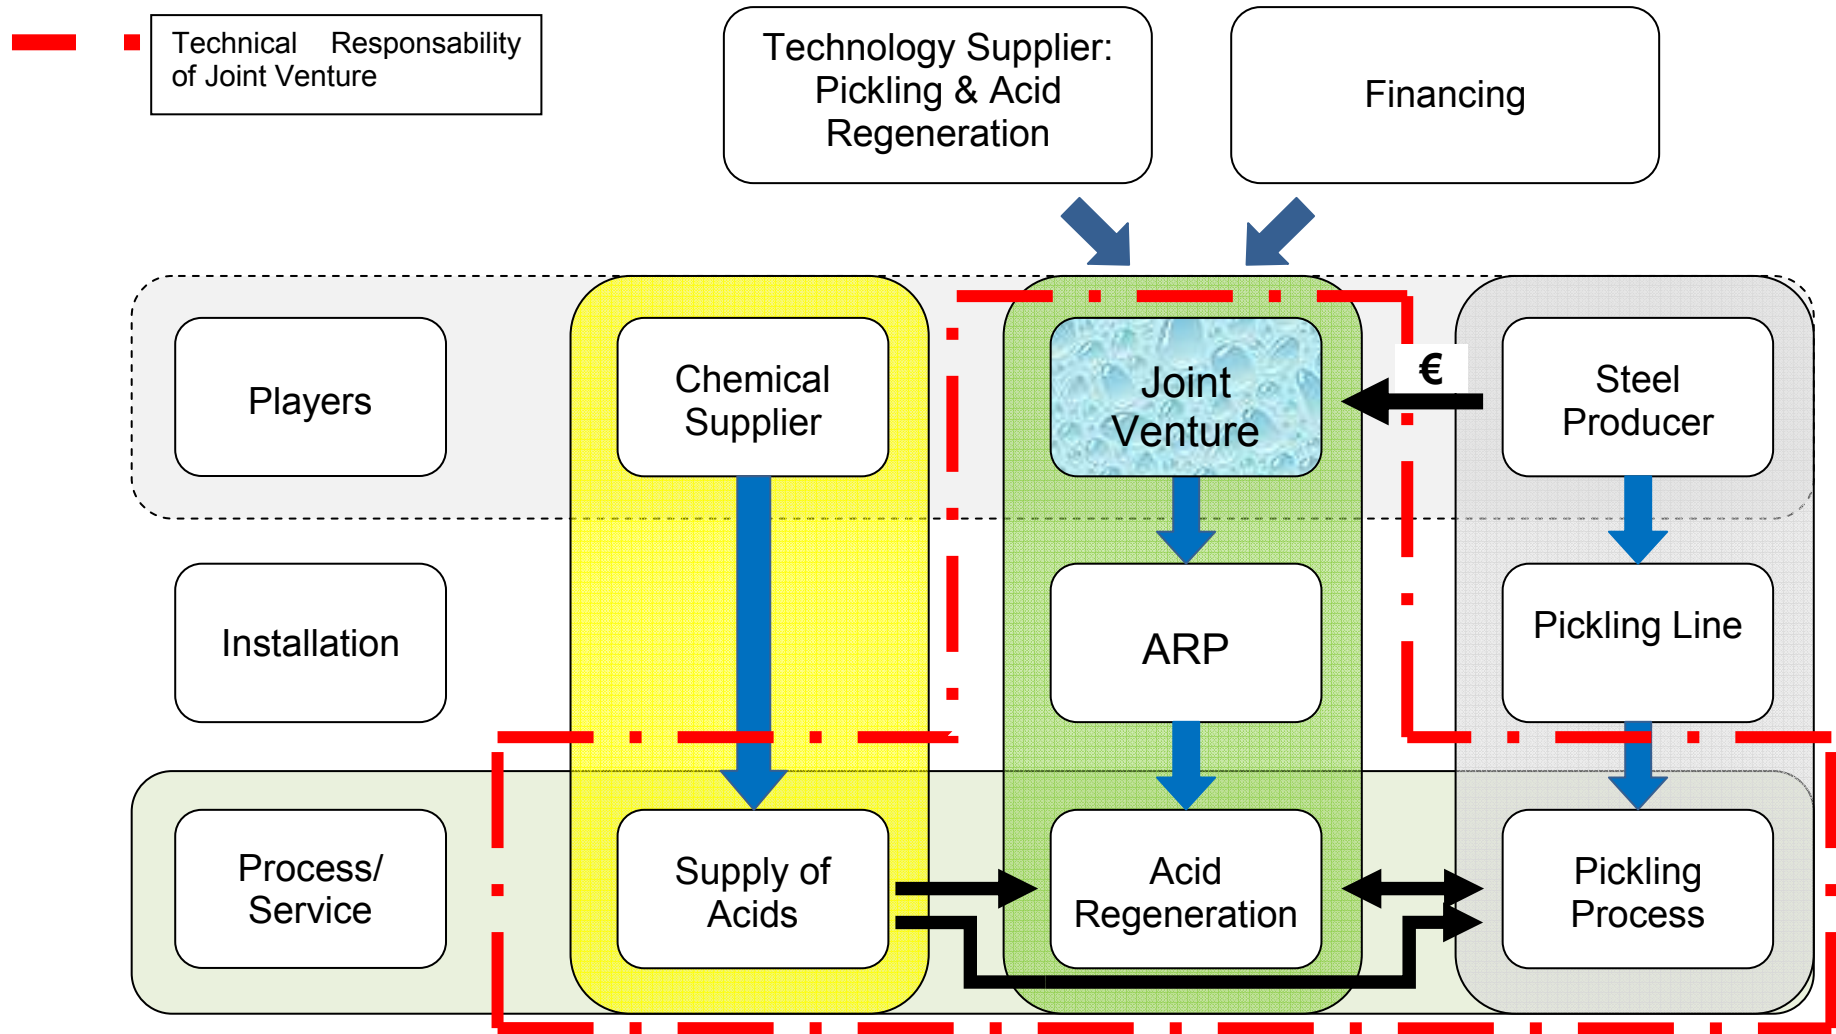 Technical Responsability
of Joint Venture
Technology Supplier:
Pickling & Acid
Regeneration
Financing
Players
Chemical
Supplier
Joint
Venture
€
Steel
Producer
Installation
ARP
Pickling Line
Process/
Service
Supply of
Acids
Acid
Regeneration
Pickling
Process